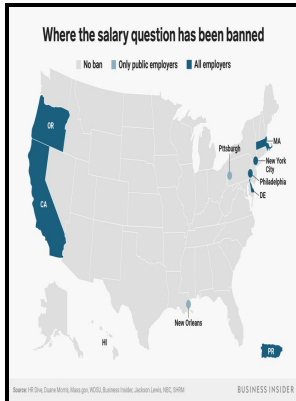 Where the salary question has been banned
No ban Only public employers All employers
OR
MA
Pittsburgh
New York
City
Philadelphia
CA
DE
New Orleans
HI
PR
Source: HR Dive, Duane Morris, Mass.gov, WDSU, Business Insider, Jackson Lewis, NBC, SHRM
BUSINESS INSIDER